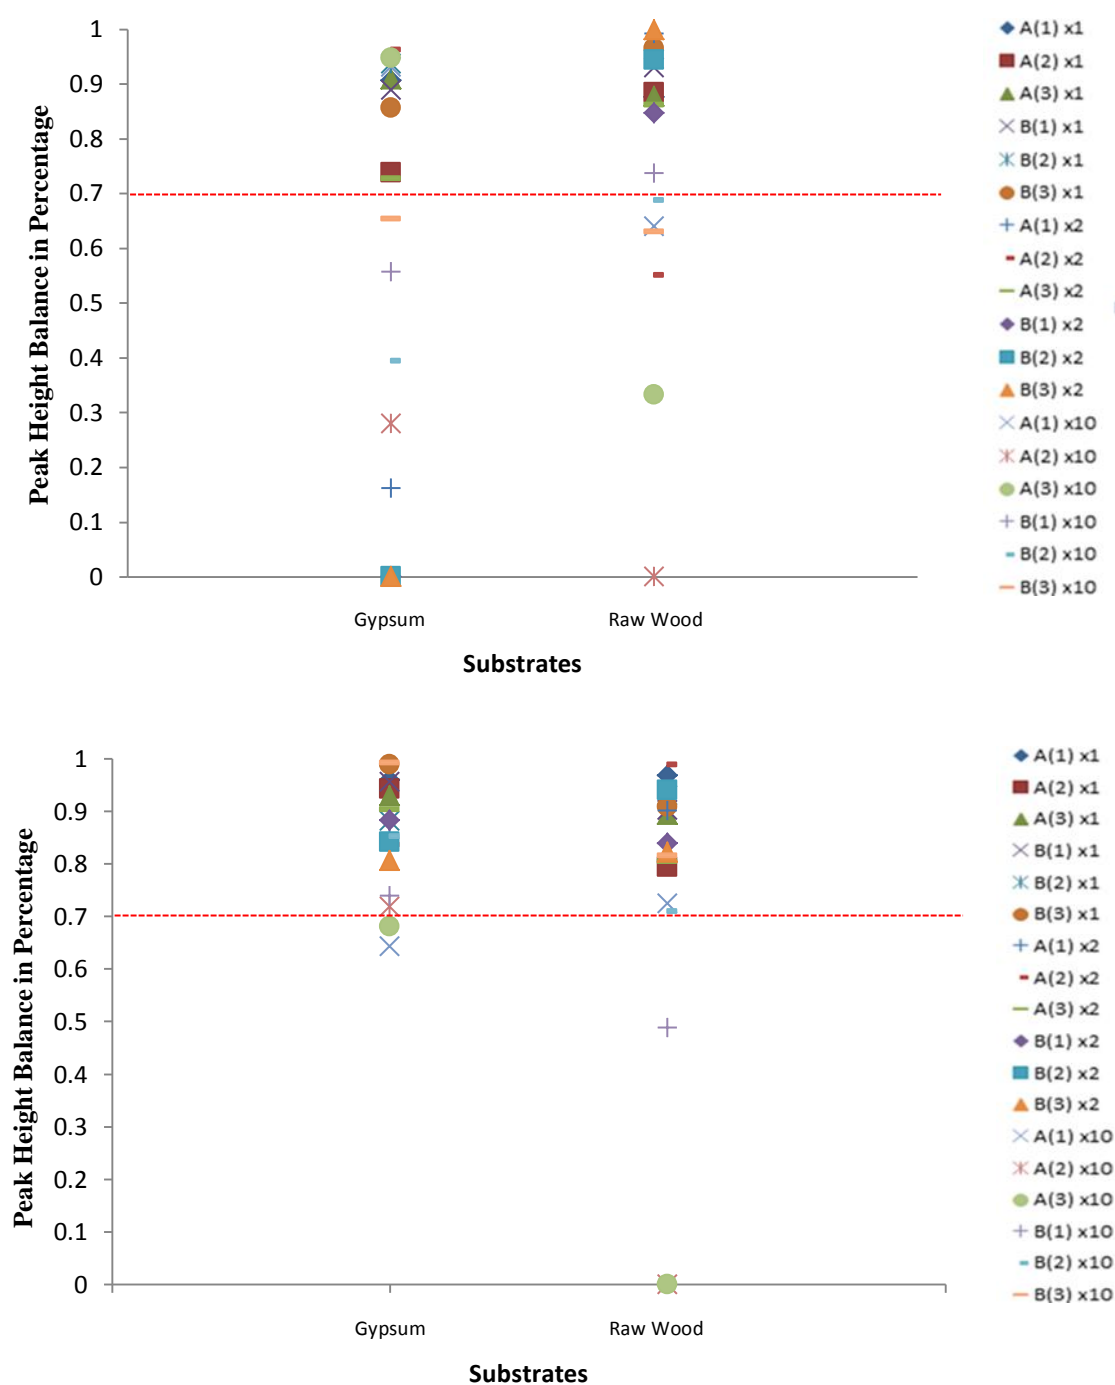 Peak Height Balance in Percentage
1
0.9
0.8
0.7
0.6
0.5
0.4
0.3
0.2
0.1
0
Gypsum
Raw Wood
Substrates
A(1) x1
A(2) x1
A(3) x1
B(1) x1
B(2) x1
B(3) x1
A(1) x2
A(2) x2
A(3) x2
B(1) x2
B(2) x2
B(3) x2
A(1) x10
A(2) x10
A(3) x10
B(1) x10
B(2) x10
B(3) x10
Peak Height Balance in Percentage
1
0.9
0.8
0.7
0.6
0.5
0.4
0.3
0.2
0.1
0
Gypsum
Raw Wood
Substrates
A(1) x1
A(2) x1
A(3) x1
B(1) x1
B(2) x1
B(3) x1
A(1) x2
A(2) x2
A(3) x2
B(1) x2
B(2) x2
B(3) x2
A(1) x10
A(2) x10
A(3) x10
B(1) x10
B(2) x10
B(3) x10